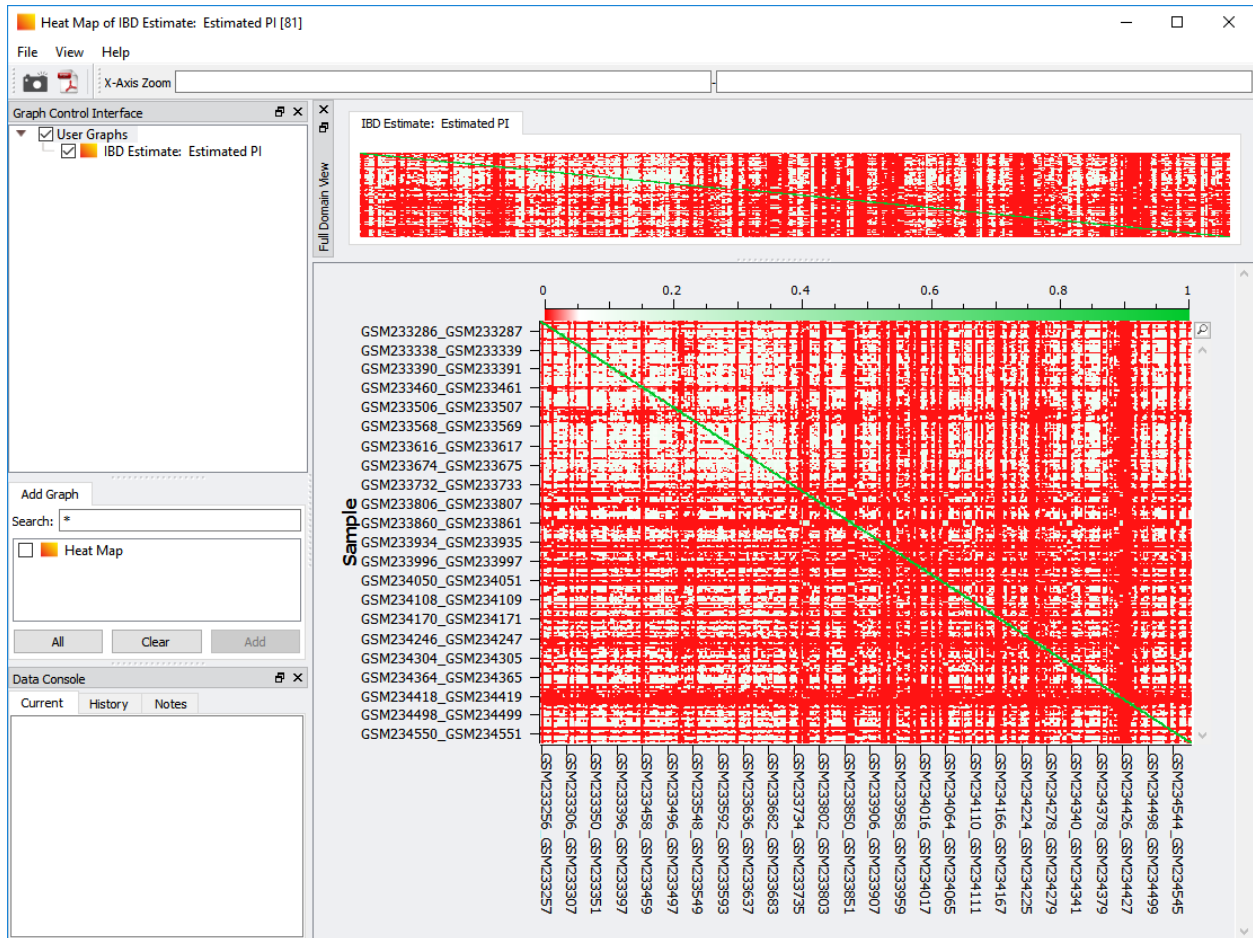 Heat Map of IBD Estimate: Estimated PI [81]
File View Help
X-Axis Zoom
-
Graph Control Interface
User Graphs
IBD Estimate: Estimated PI
Add Graph
Search: *
Heat Map
All Clear Add
Data Console
Current History Notes
Full Domain View
IBD Estimate: Estimated PI
0 0.2 0.4 0.6 0.8 1
Sample
GSM233286_GSM233287
GSM233338_GSM233339
GSM233390_GSM233391
GSM233460_GSM233461
GSM233506_GSM233507
GSM233568_GSM233569
GSM233616_GSM233617
GSM233674_GSM233675
GSM233732_GSM233733
GSM233806_GSM233807
GSM233860_GSM233861
GSM233934_GSM233935
GSM233996_GSM233997
GSM234050_GSM234051
GSM234108_GSM234109
GSM234170_GSM234171
GSM234246_GSM234247
GSM234304_GSM234305
GSM234364_GSM234365
GSM234418_GSM234419
GSM234498_GSM234499
GSM234550_GSM234551
GSM233256_GSM233257
GSM233306_GSM233307
GSM233350_GSM233351
GSM233396_GSM233397
GSM233458_GSM233459
GSM233496_GSM233497
GSM233548_GSM233549
GSM233592_GSM233593
GSM233636_GSM233637
GSM233682_GSM233683
GSM233734_GSM233735
GSM233802_GSM233803
GSM233850_GSM233851
GSM233906_GSM233907
GSM233958_GSM233959
GSM234016_GSM234017
GSM234064_GSM234065
GSM234110_GSM234111
GSM234166_GSM234167
GSM234224_GSM234225
GSM234278_GSM234279
GSM234340_GSM234341
GSM234378_GSM234379
GSM234426_GSM234427
GSM234498_GSM234499
GSM234544_GSM234545